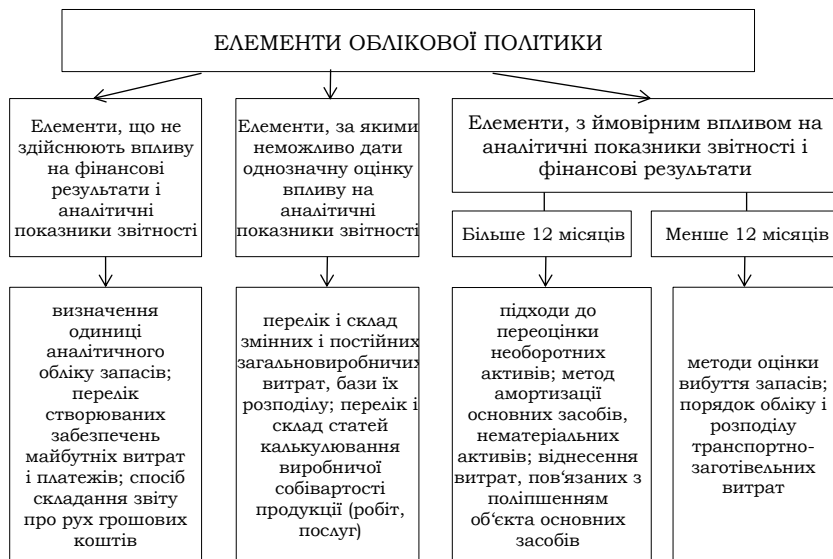 ЕЛЕМЕНТИ ОБЛІКОВОЇ ПОЛІТИКИ
Елементи, що не
здійснюють впливу
на фінансові
результати і
аналітичні
показники звітності
Елементи, за якими
неможливо дати
однозначну оцінку
впливу на
аналітичні
показники звітності
Елементи, з ймовірним впливом на
аналітичні показники звітності і
фінансові результати
Більше 12 місяців
Менше 12 місяців
визначення
одиниці
аналітичного
обліку запасів;
перелік
створюваних
забезпечень
майбутніх витрат
і платежів; спосіб
складання звіту
про рух грошових
коштів
перелік і склад
змінних і постійних
загальновиробничих
витрат, бази їх
розподілу; перелік і
склад статей
калькулювання
виробничої
собівартості
продукції (робіт,
послуг)
підходи до
переоцінки
необоротних
активів; метод
амортизації
основних засобів,
нематеріальних
активів; віднесення
витрат, пов‘язаних з
поліпшенням
об‘єкта основних
засобів
методи оцінки
вибуття запасів;
порядок обліку і
розподілу
транспортно-
заготівельних
витрат